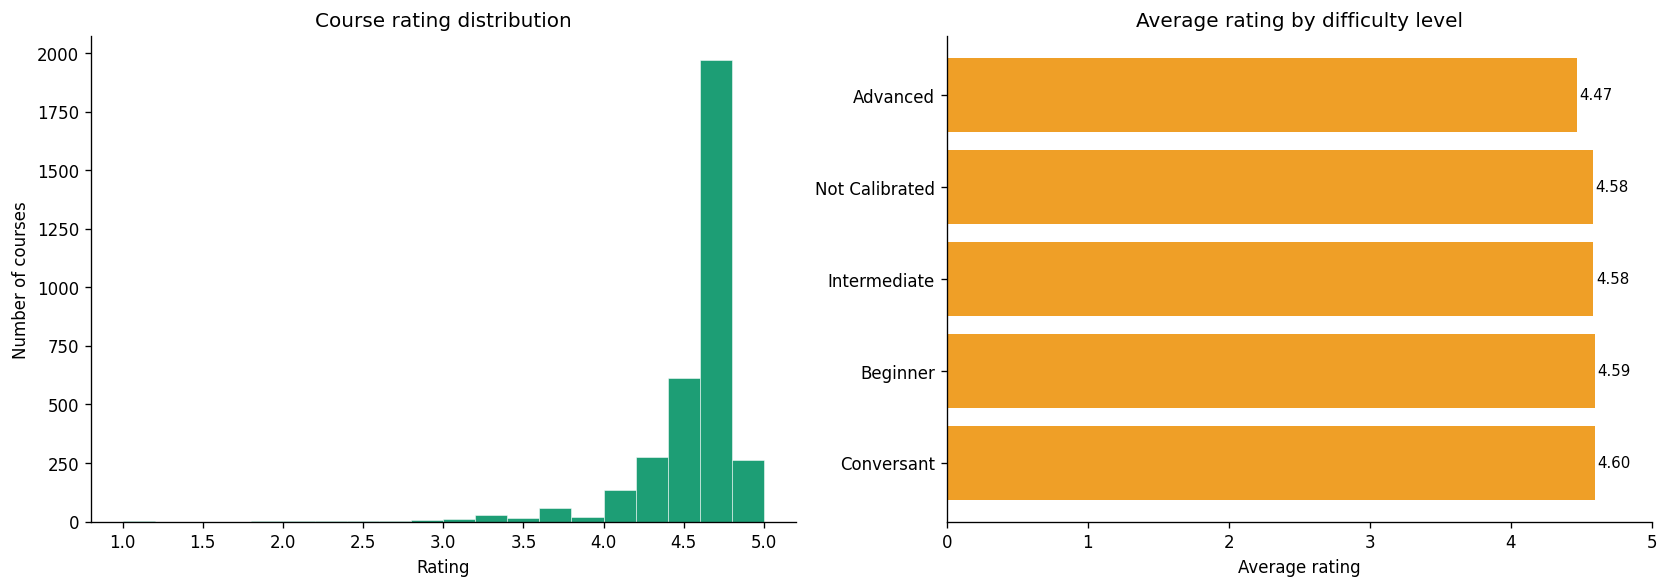 Course rating distribution
2000
1750
1500
1250
1000
750
500
250
0
Number of courses
1.0 1.5 2.0 2.5 3.0 3.5 4.0 4.5 5.0
Rating
Average rating by difficulty level
Advanced 4.47
Not Calibrated 4.58
Intermediate 4.58
Beginner 4.59
Conversant 4.60
0 1 2 3 4 5
Average rating